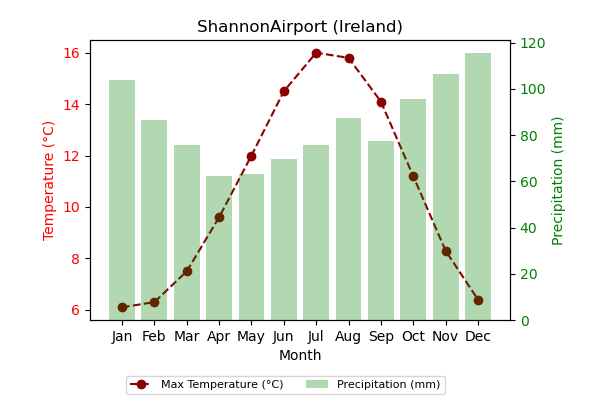 ShannonAirport (Ireland)
Temperature (°C)
16
14
12
10
8
6
Precipitation (mm)
120
100
80
60
40
20
0
Jan Feb Mar Apr May Jun Jul Aug Sep Oct Nov Dec
Month
Max Temperature (°C) Precipitation (mm)